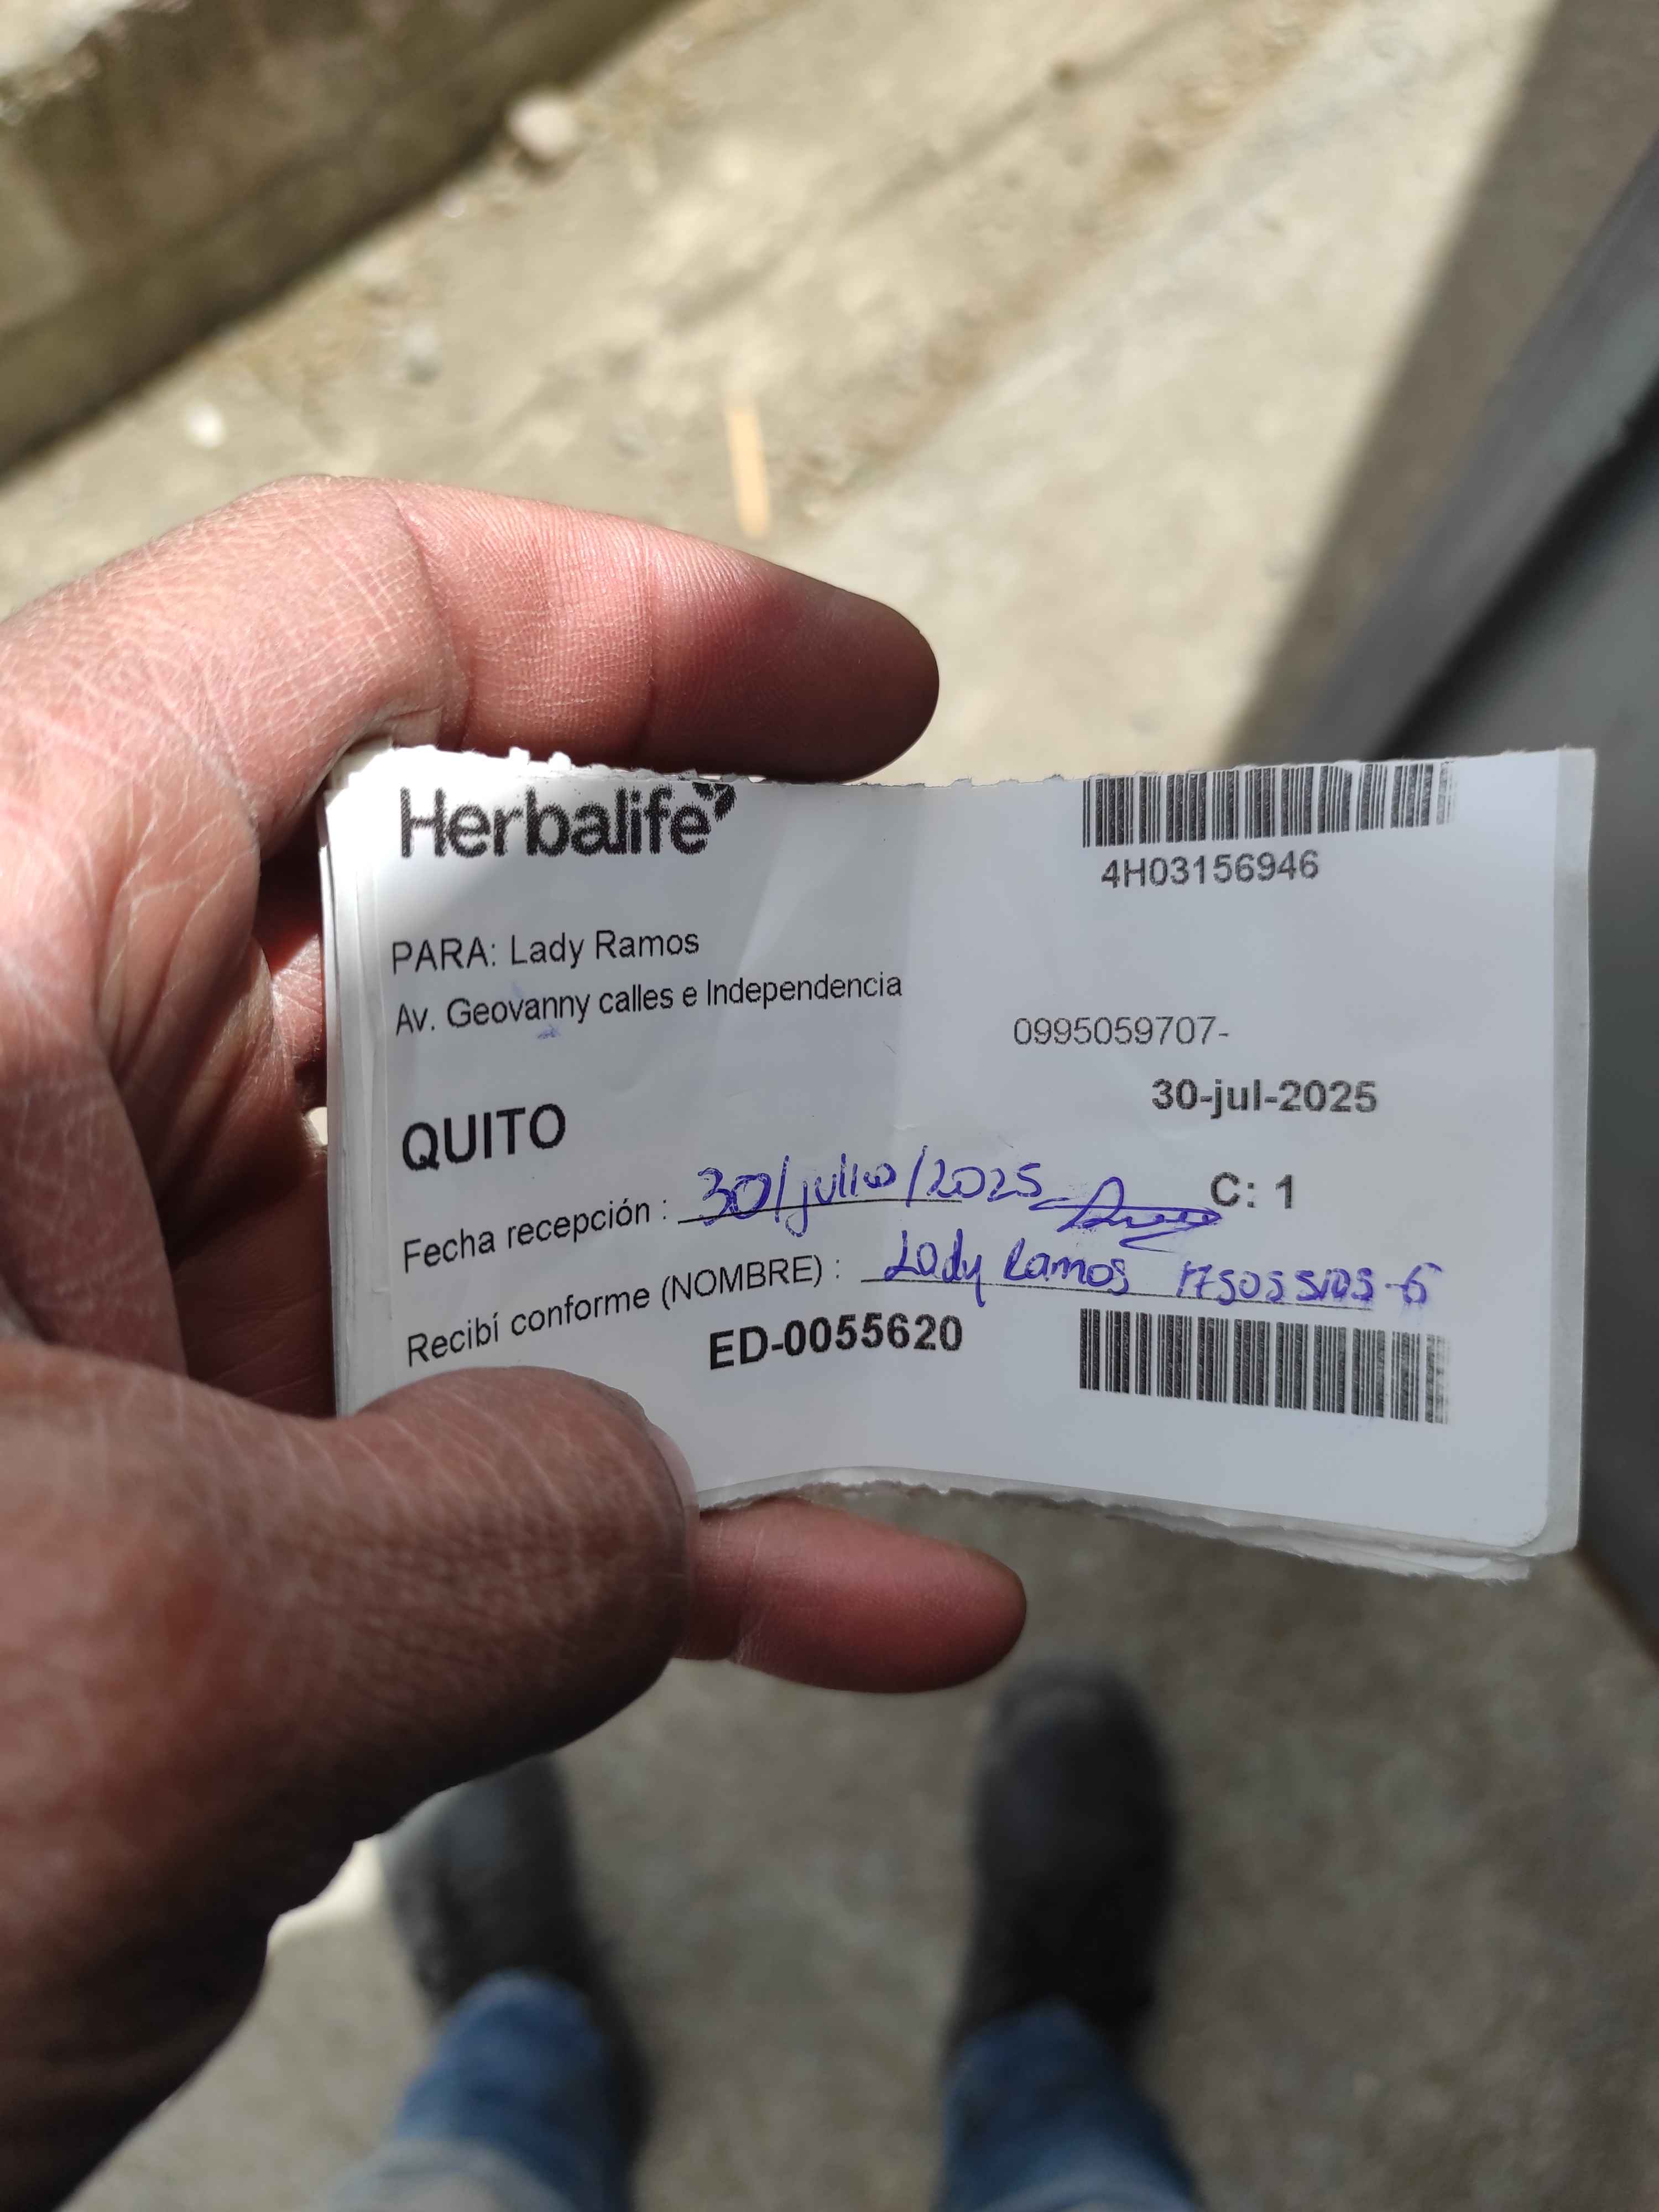 Herbalife
4H03156946
PARA: Lady Ramos
Av. Geovanny calles e Independencia
0995059707-
30-jul-2025
QUITO
C: 1
Fecha recepción : 30/julio/2025
Recibí conforme (NOMBRE) : Lady Ramos
ED-0055620